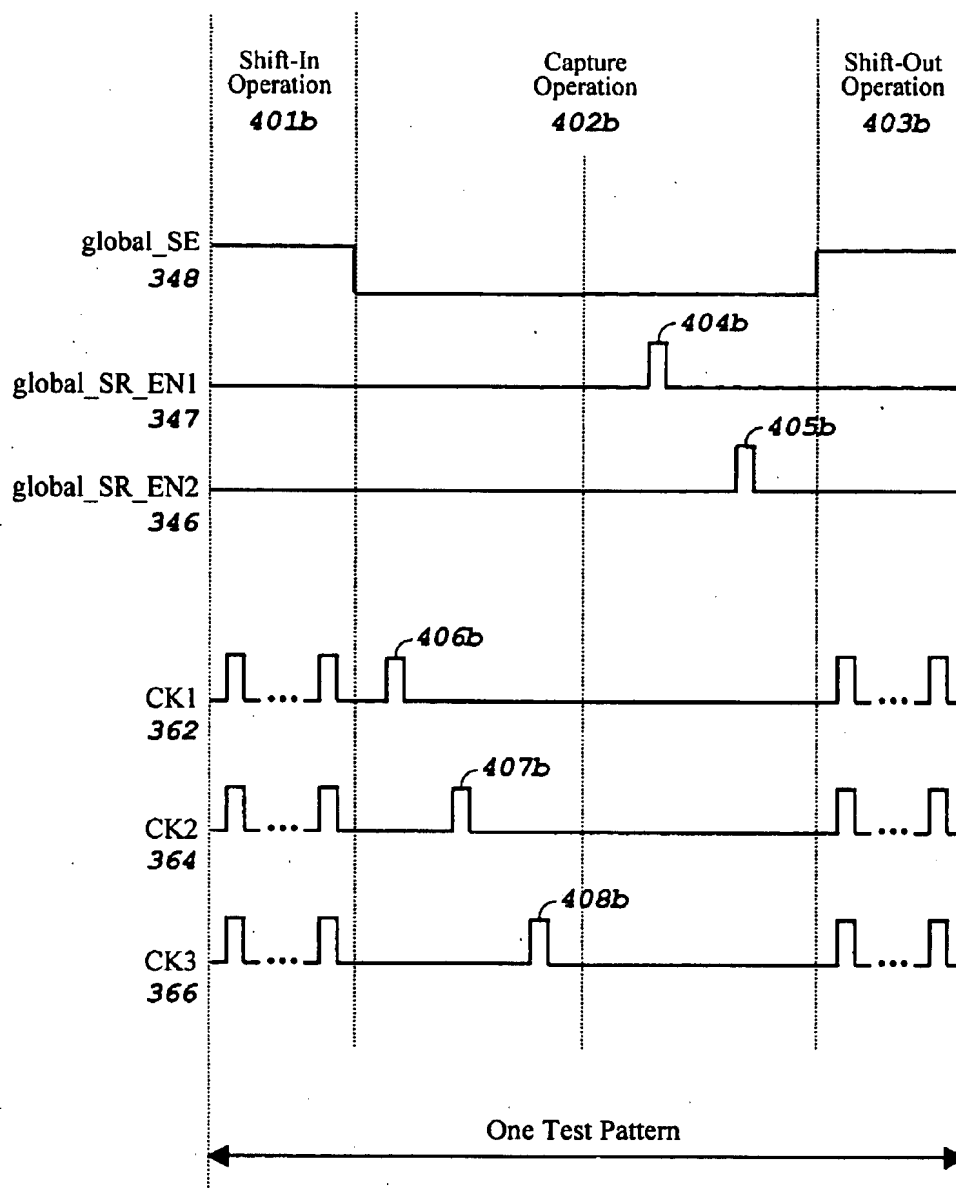 Shift-In
Operation
401b
Capture
Operation
402b
Shift-Out
Operation
403b
global_SE
348
404b
global_SR_EN1
347
405b
global_SR_EN2
346
406b
CK1
362
407b
CK2
364
408b
CK3
366
One Test Pattern